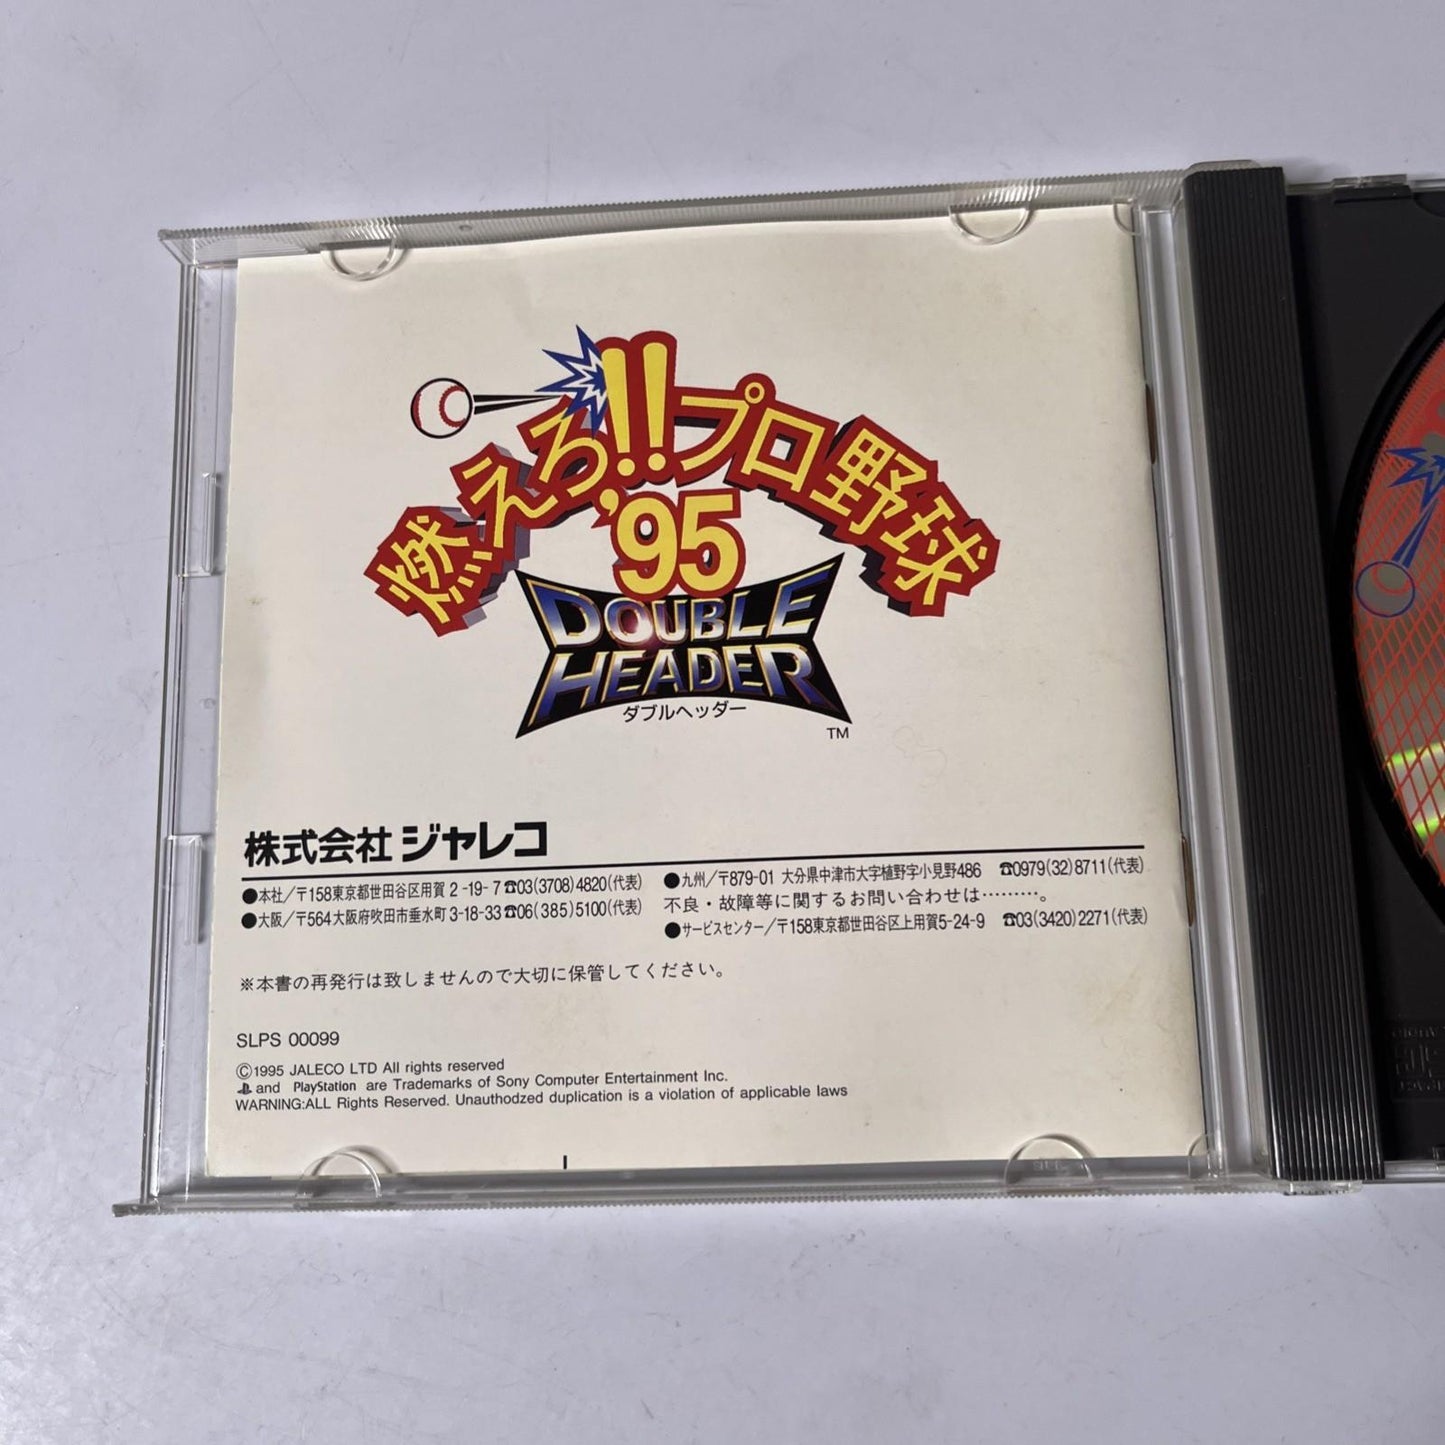 燃えろ!!プロ野球
'95
DOUBLE
HEADER
ダブルヘッダー
TM
株式会社 ジャレコ
●本社/〒158東京都世田谷区用賀 2-19-7 ☎03(3708)4820(代表)
●大阪/〒564大阪府吹田市垂水町 3-18-33 ☎06(385)5100(代表)
●九州/〒879-01 大分県中津市大字植野字小見野486 ☎0979(32)8711(代表)
不良・故障等に関するお問い合わせは………。
●サービスセンター/〒158東京都世田谷区上用賀5-24-9 ☎03(3420)2271(代表)
※本書の再発行は致しませんので大切に保管してください。
SLPS 00099
©1995 JALECO LTD All rights reserved
and PlayStation are Trademarks of Sony Computer Entertainment Inc.
WARNING:ALL Rights Reserved. Unauthodzed duplication is a violation of applicable laws